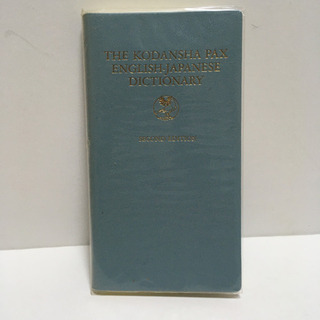 THE KODANSHA PAX
ENGLISH-JAPANESE
DICTIONARY